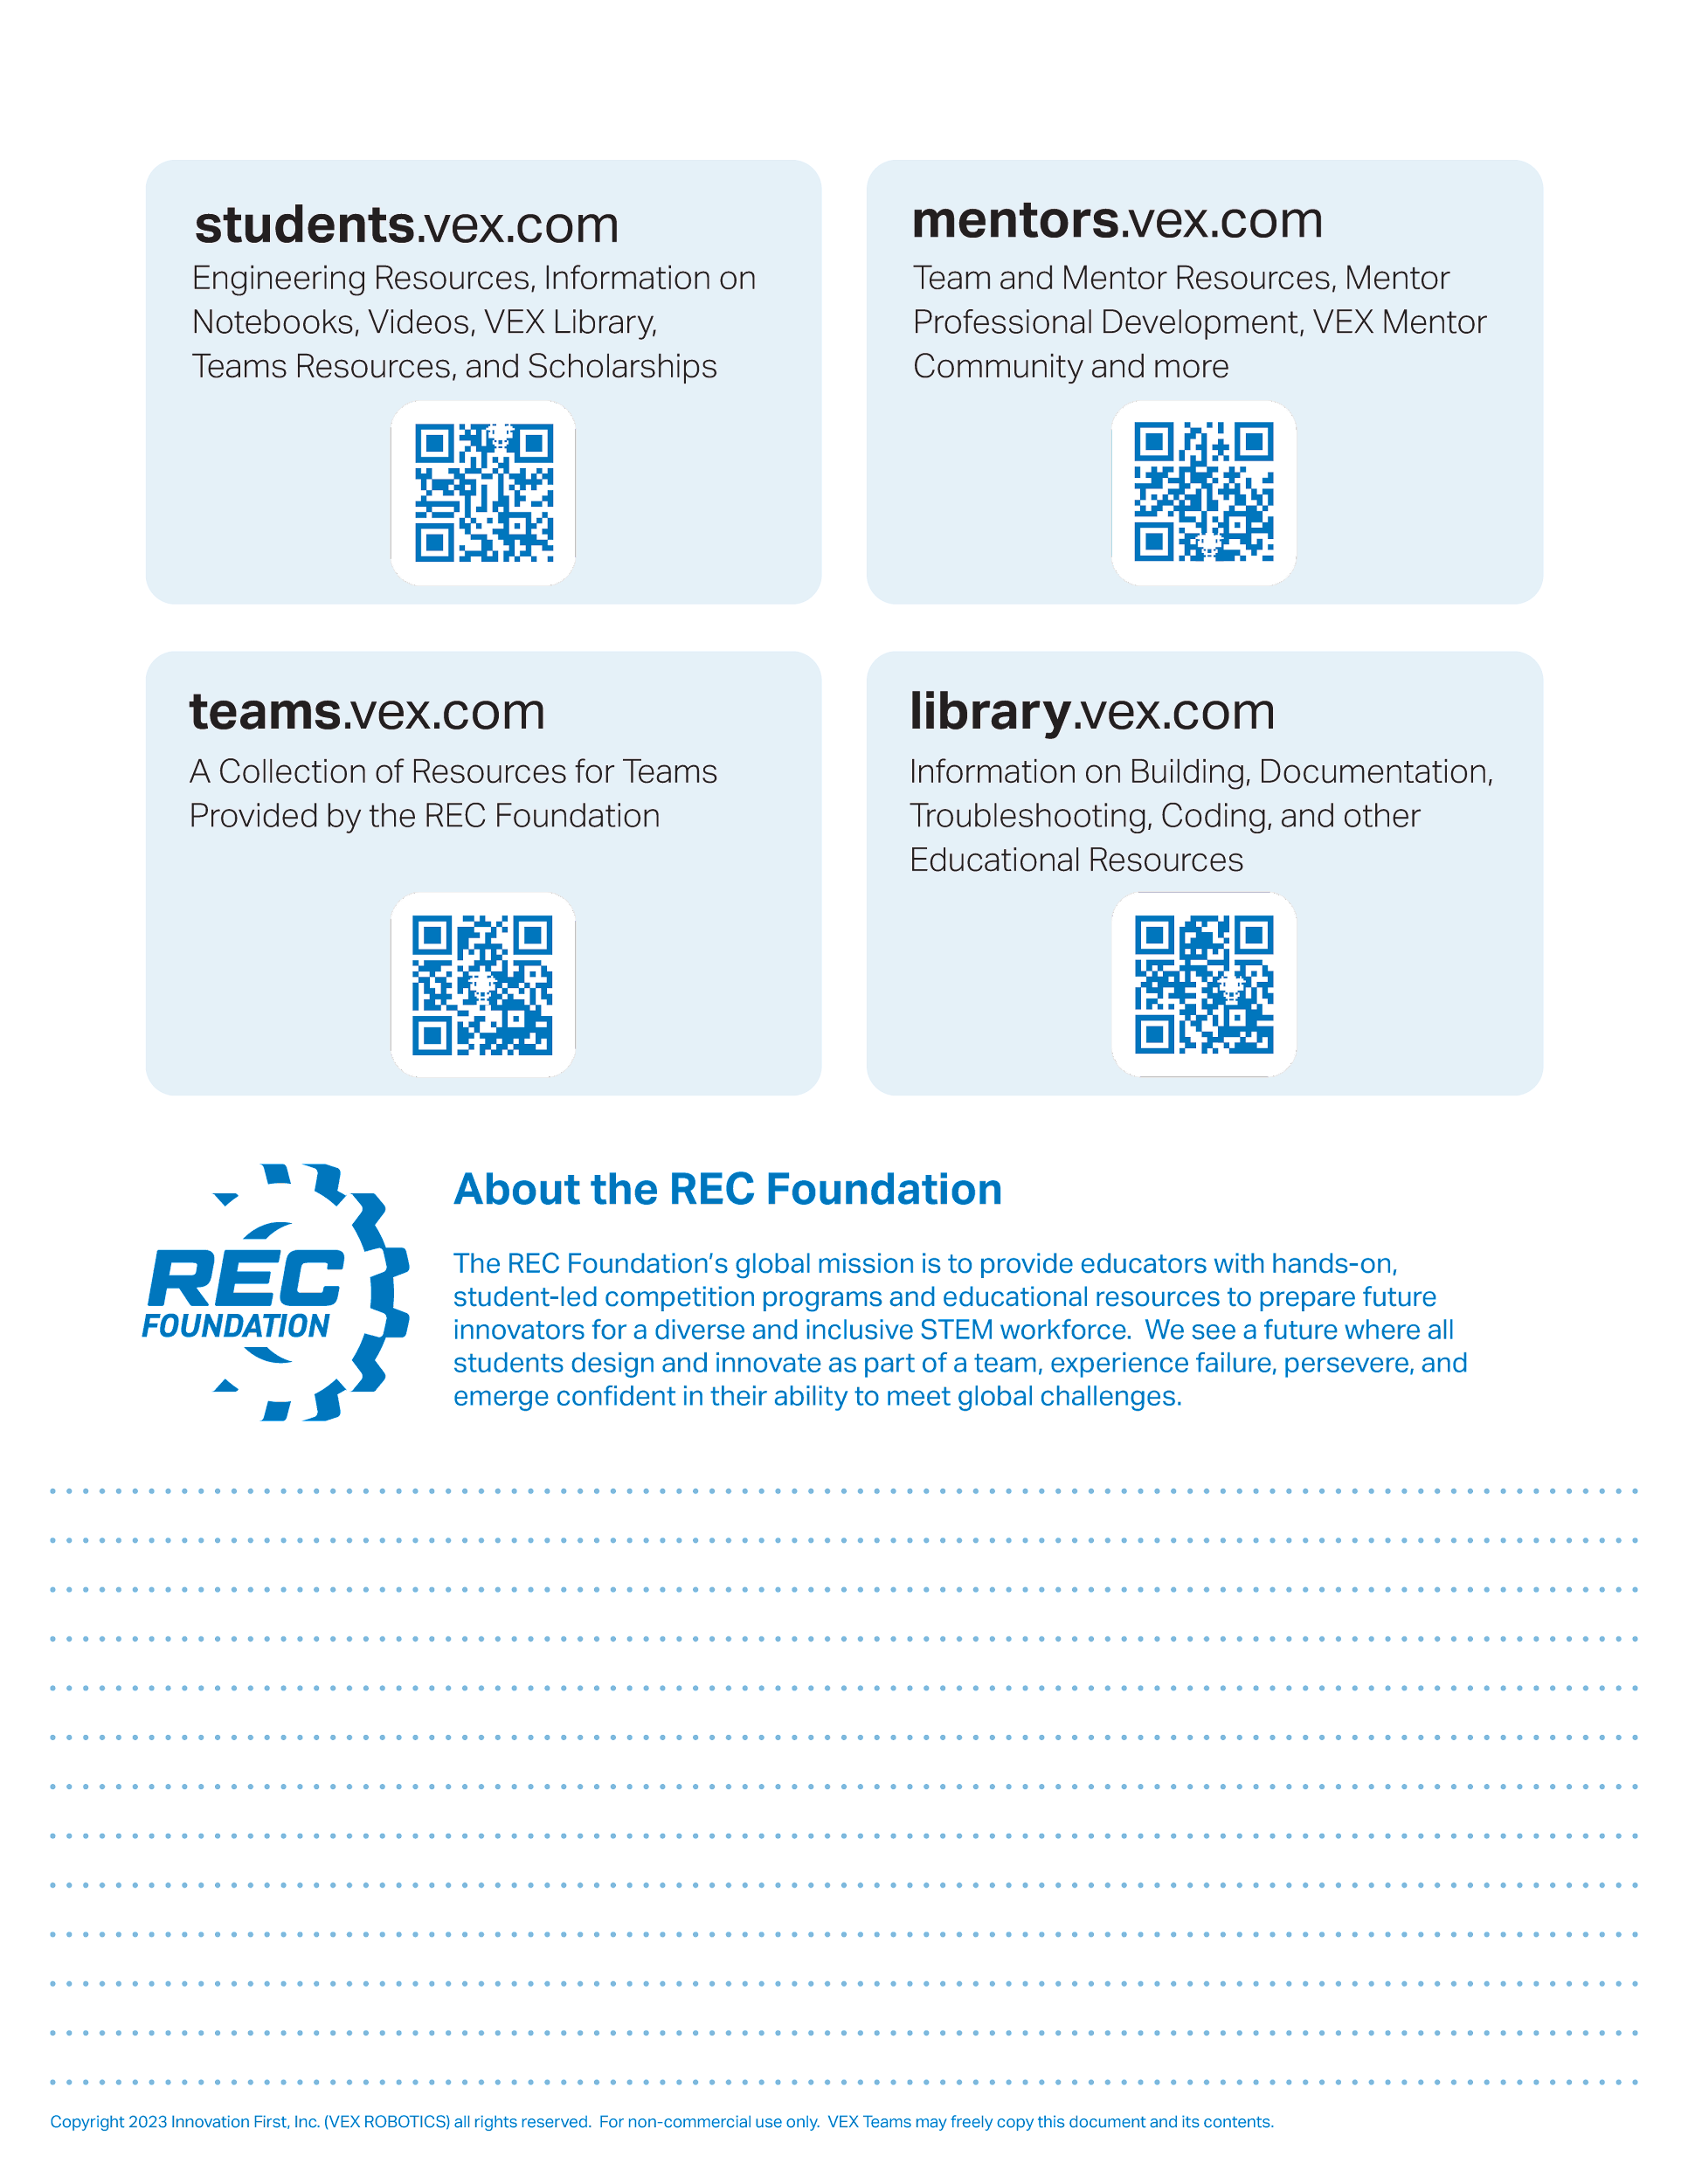 students.vex.com
Engineering Resources, Information on
Notebooks, Videos, VEX Library,
Teams Resources, and Scholarships
mentors.vex.com
Team and Mentor Resources, Mentor
Professional Development, VEX Mentor
Community and more
teams.vex.com
A Collection of Resources for Teams
Provided by the REC Foundation
library.vex.com
Information on Building, Documentation,
Troubleshooting, Coding, and other
Educational Resources
REC
FOUNDATION
About the REC Foundation
The REC Foundation’s global mission is to provide educators with hands-on,
student-led competition programs and educational resources to prepare future
innovators for a diverse and inclusive STEM workforce.  We see a future where all
students design and innovate as part of a team, experience failure, persevere, and
emerge confident in their ability to meet global challenges.
Copyright 2023 Innovation First, Inc. (VEX ROBOTICS) all rights reserved.  For non-commercial use only.  VEX Teams may freely copy this document and its contents.